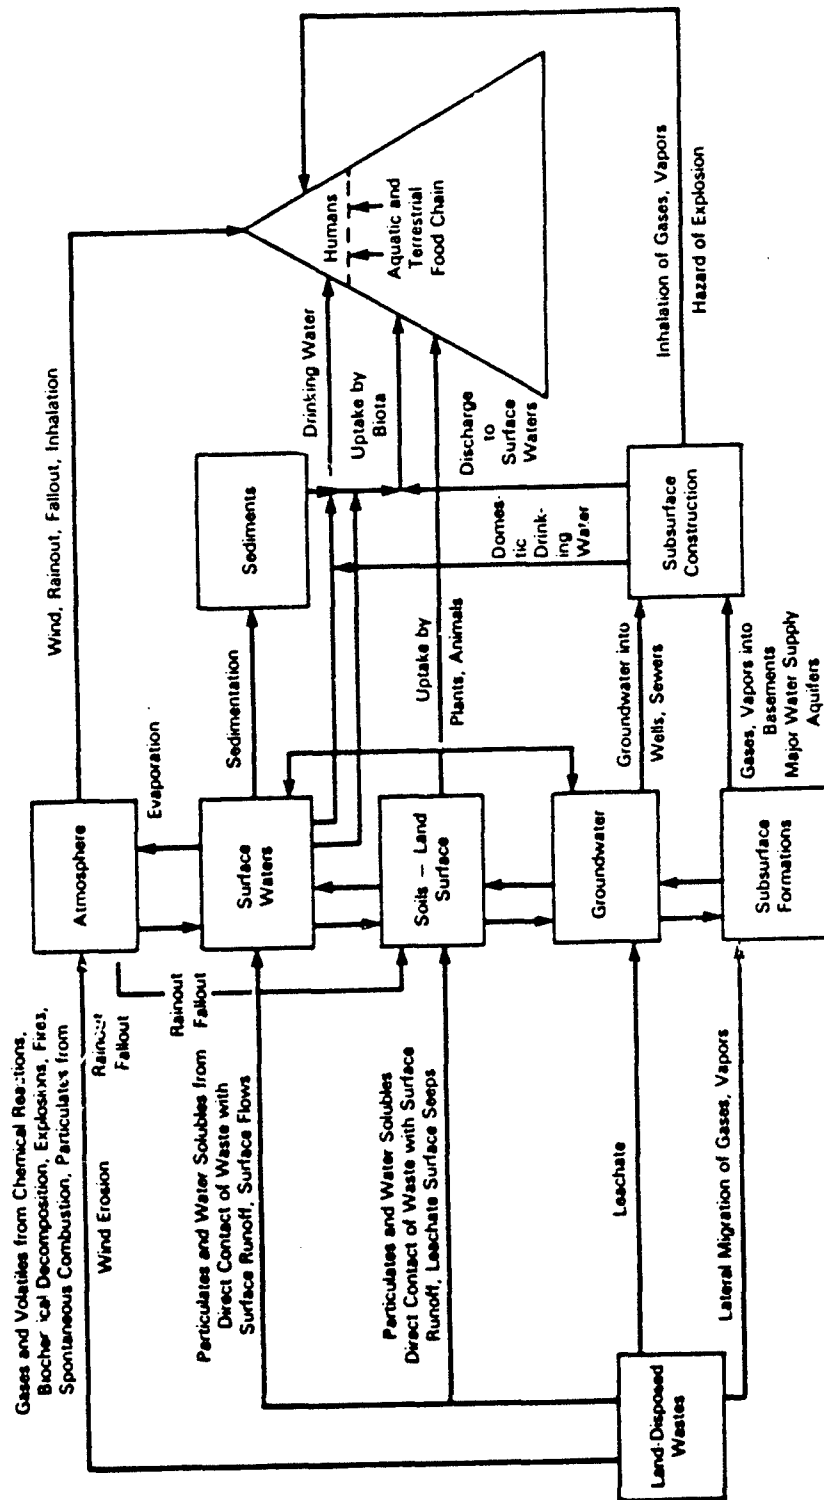 Gases and Volatiles from Chemical Reactions,
Decomposition, Explosions, Fires,
Spontaneous Combustion, Particulates from
Wind Erosion
Rainout
Fallout
Rainout
Fallout
Particulates and Water Solubles from
Direct Contact of Waste with
Surface Runoff, Surface Flows
Particulates and Water Solubles
Direct Contact of Waste with Surface
Runoff, Leachate Surface Seeps
Leachate
Lateral Migration of Gases, Vapors
Land-Disposed
Wastes
Atmosphere
Evaporation
Surface
Waters
Soils – Land
Surface
Groundwater
Subsurface
Formations
Wind, Rainout, Fallout, Inhalation
Sedimentation
Sediments
Uptake by
Plants, Animals
Groundwater into
Wells, Sewers
Gases, Vapors into
Basements
Major Water Supply
Aquifers
Drinking Water
Uptake by
Biota
Discharge
to
Surface
Waters
Domes-
tic
Drink-
ing
Water
Subsurface
Construction
Humans
Aquatic and
Terrestrial
Food Chain
Inhalation of Gases, Vapors
Hazard of Explosion